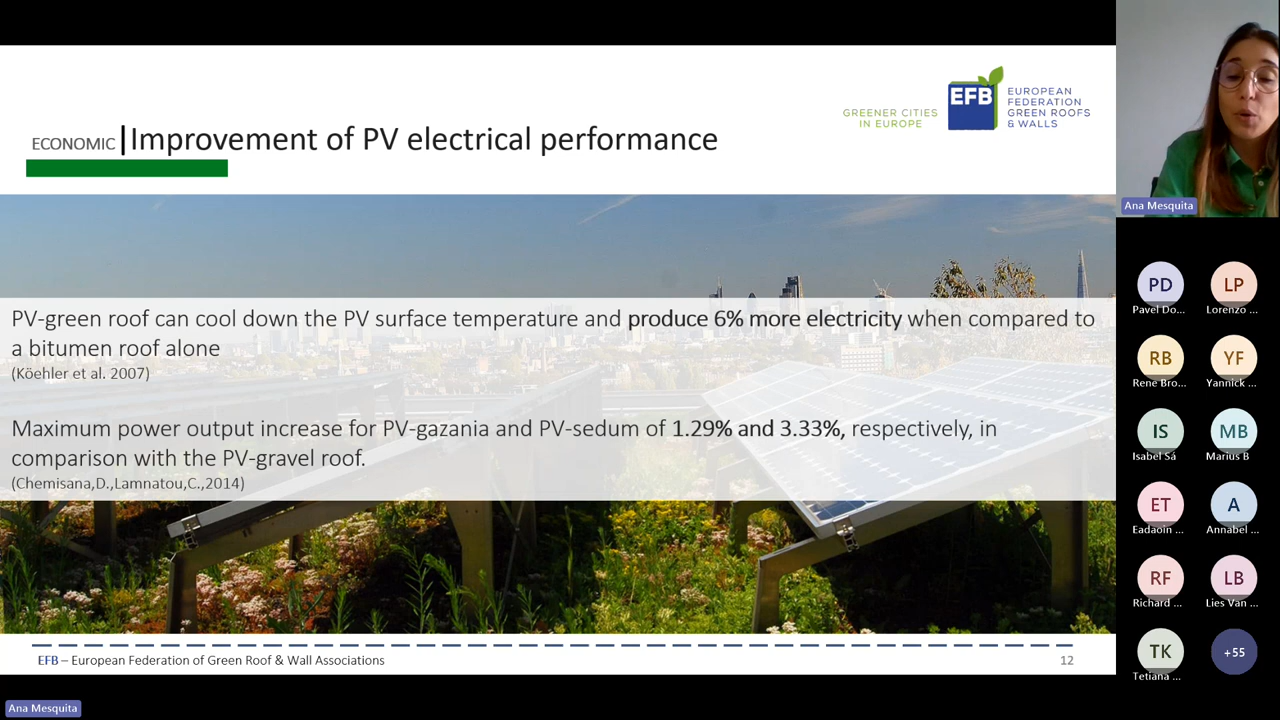 ECONOMIC | Improvement of PV electrical performance
GREENER CITIES
IN EUROPE
EFB
EUROPEAN
FEDERATION
GREEN ROOFS
& WALLS
PV-green roof can cool down the PV surface temperature and produce 6% more electricity when compared to
a bitumen roof alone
(Köehler et al. 2007)
Maximum power output increase for PV-gazania and PV-sedum of 1.29% and 3.33%, respectively, in
comparison with the PV-gravel roof.
(Chemisana,D.,Lamnatou,C.,2014)
EFB – European Federation of Green Roof & Wall Associations
12
Ana Mesquita
Ana Mesquita
PD
Pavel Do...
LP
Lorenzo ...
RB
Rene Bro...
YF
Yannick ...
IS
Isabel Sá
MB
Marius B
ET
Eadaoin ...
A
Annabel ...
RF
Richard ...
LB
Lies Van ...
TK
Tetiana ...
+55